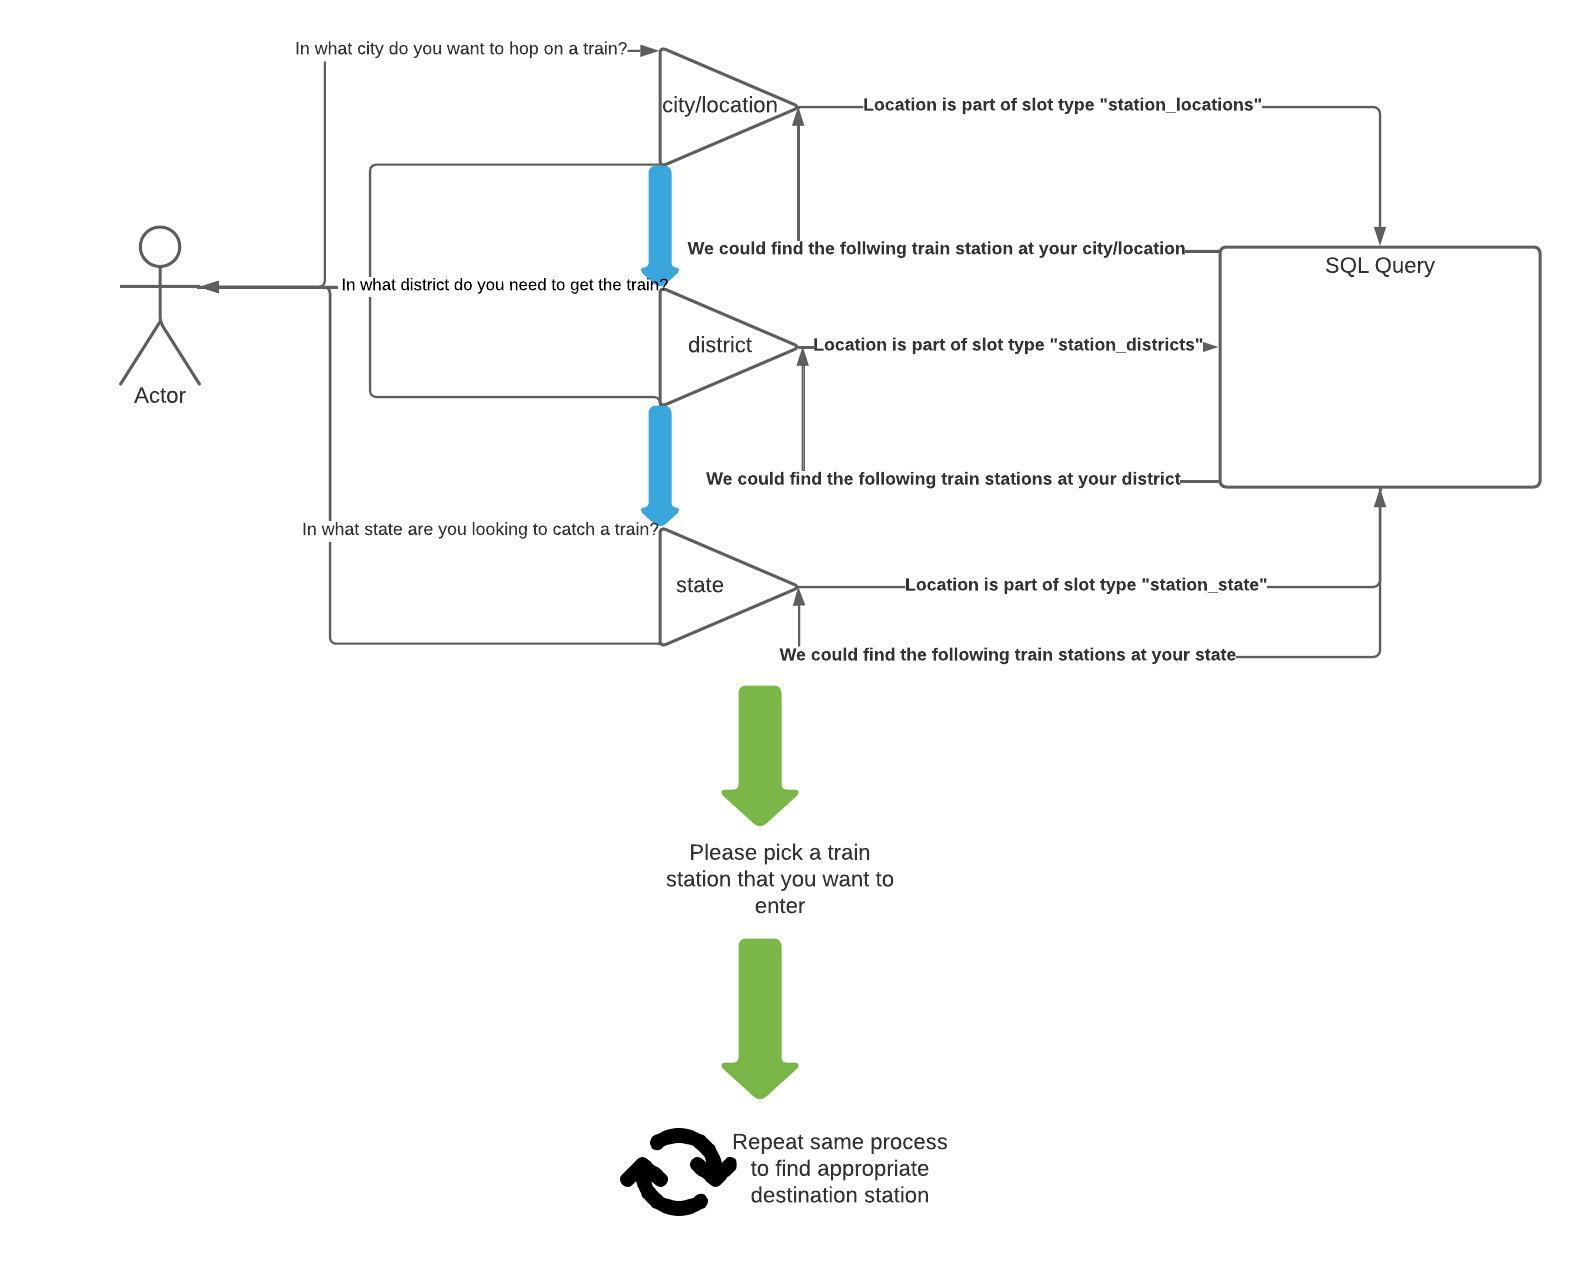 In what city do you want to hop on a train?
city/location
Location is part of slot type "station_locations"
We could find the follwing train station at your city/location
SQL Query
In what district do you need to get the train?
district
Location is part of slot type "station_districts"
Actor
We could find the following train stations at your district
In what state are you looking to catch a train?
state
Location is part of slot type "station_state"
We could find the following train stations at your state
Please pick a train
station that you want to
enter
Repeat same process
to find appropriate
destination station